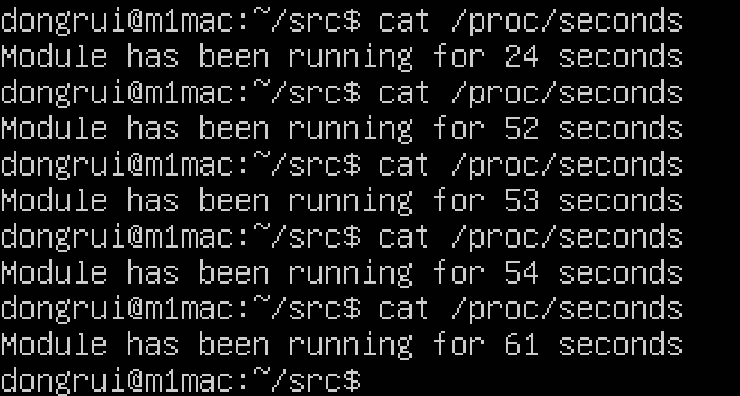 dongrui@m1mac:~/src$ cat /proc/seconds
Module has been running for 24 seconds
dongrui@m1mac:~/src$ cat /proc/seconds
Module has been running for 52 seconds
dongrui@m1mac:~/src$ cat /proc/seconds
Module has been running for 53 seconds
dongrui@m1mac:~/src$ cat /proc/seconds
Module has been running for 54 seconds
dongrui@m1mac:~/src$ cat /proc/seconds
Module has been running for 61 seconds
dongrui@m1mac:~/src$